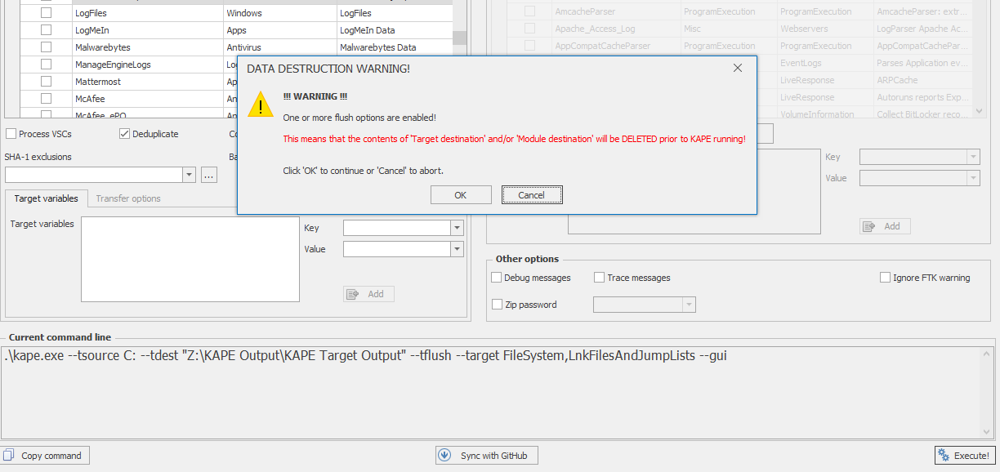 LogFiles Windows LogFiles
LogMeIn Apps LogMeIn Data
Malwarebytes Antivirus Malwarebytes Data
ManageEngineLogs
Mattermost
McAfee
McAfee_ePO
AmcacheParser ProgramExecution ProgramExecution AmcacheParser: extr...
Apache_Access_Log Misc Webservers LogParser Apache Ac...
AppCompatCacheParser ProgramExecution ProgramExecution AppCompatCachePar...
EventLogs Parses Application ev...
LiveResponse ARPCache
LiveResponse Autoruns reports Exp...
VolumeInformation Collect BitLocker reco...
DATA DESTRUCTION WARNING!
!!! WARNING !!!
One or more flush options are enabled!
This means that the contents of 'Target destination' and/or 'Module destination' will be DELETED prior to KAPE running!
Click 'OK' to continue or 'Cancel' to abort.
OK Cancel
Process VSCs Deduplicate
SHA-1 exclusions
...
Target variables Transfer options
Target variables
Key
Value
Add
Key
Value
Add
Other options
Debug messages Trace messages Ignore FTK warning
Zip password
Current command line
.\kape.exe --tsource C: --tdest "Z:\KAPE Output\KAPE Target Output" --tflush --target FileSystem,LnkFilesAndJumpLists --gui
Copy command Sync with GitHub Execute!